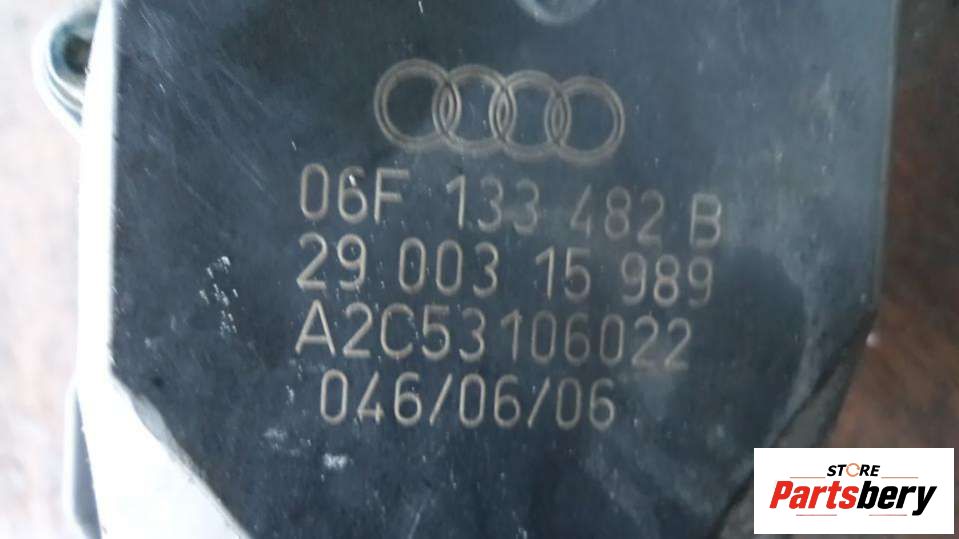 06F 133 482 B
29 003 15 989
A2C53106022
046/06/06
STORE
Partsbery